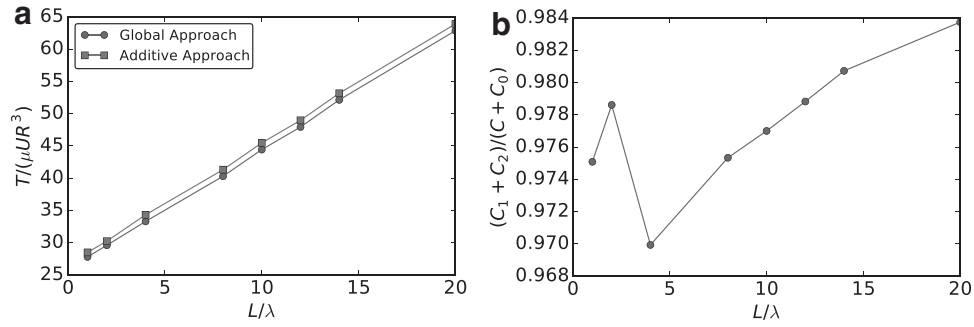 a
65
60
55
50
45
40
35
30
25
T/(μUR³)
Global Approach
Additive Approach
0 5 10 15 20
L/λ
b
0.984
0.982
0.980
0.978
0.976
0.974
0.972
0.970
0.968
(C₁ + C₂)/(C + C₀)
0 5 10 15 20
L/λ